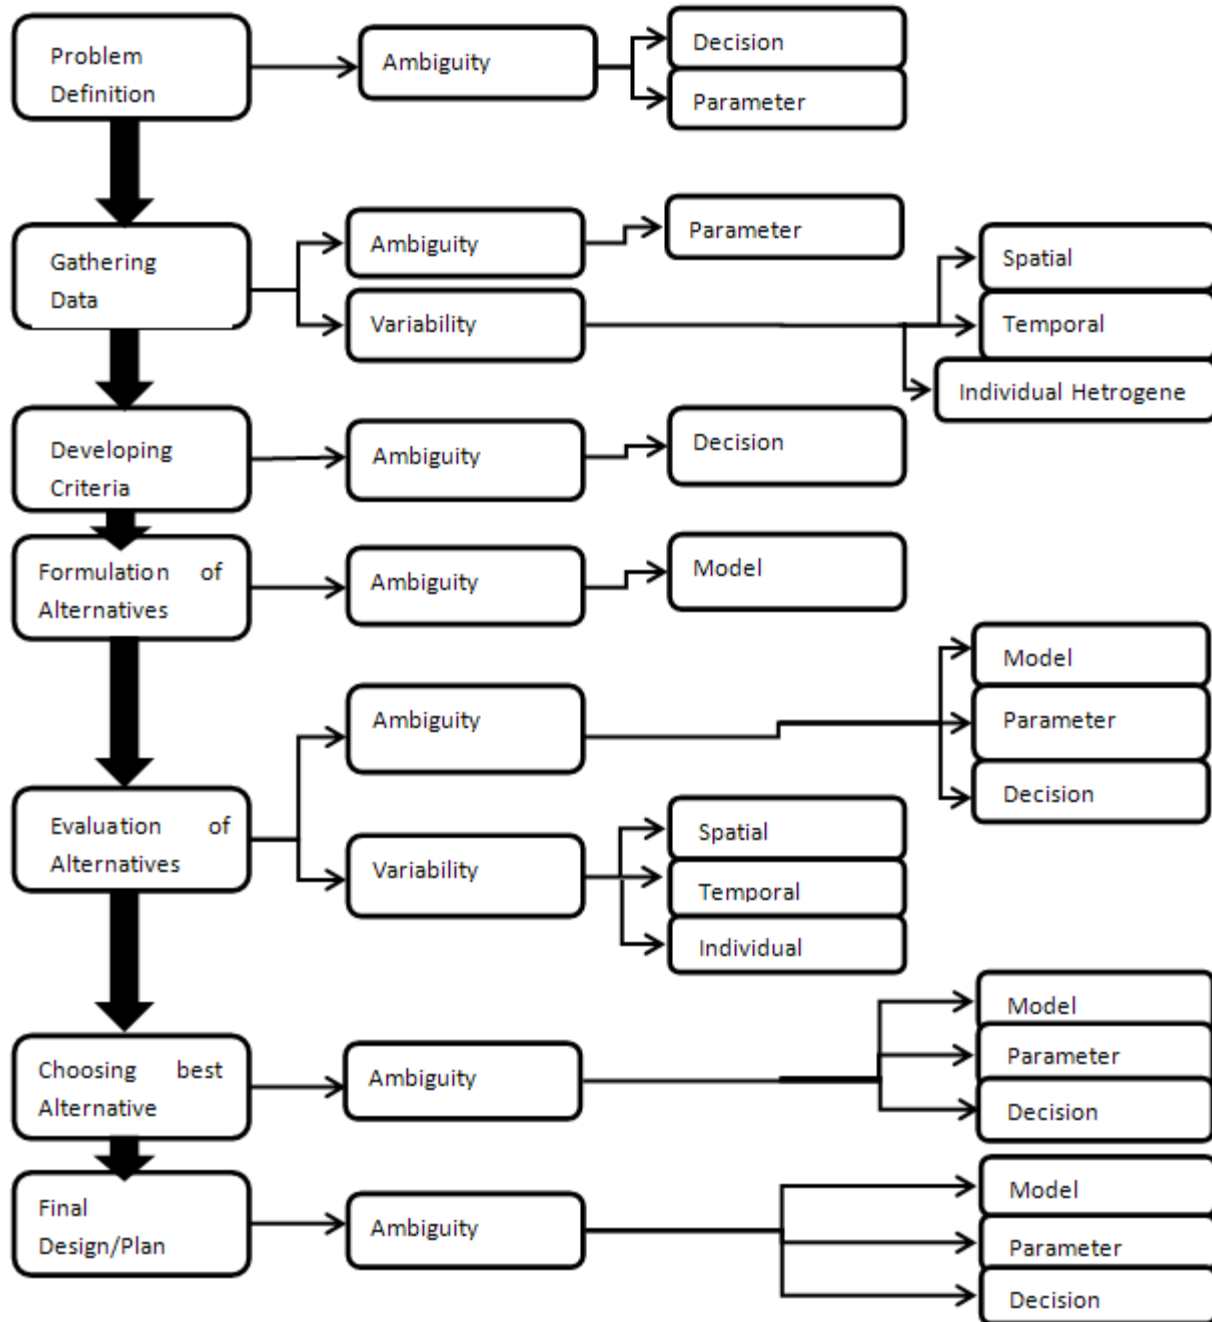 Problem
Definition
Ambiguity
Decision
Parameter
Gathering
Data
Ambiguity
Parameter
Variability
Spatial
Temporal
Individual Hetrogene
Developing
Criteria
Ambiguity
Decision
Formulation of
Alternatives
Ambiguity
Model
Evaluation of
Alternatives
Ambiguity
Model
Parameter
Decision
Variability
Spatial
Temporal
Individual
Choosing best
Alternative
Ambiguity
Model
Parameter
Decision
Final
Design/Plan
Ambiguity
Model
Parameter
Decision